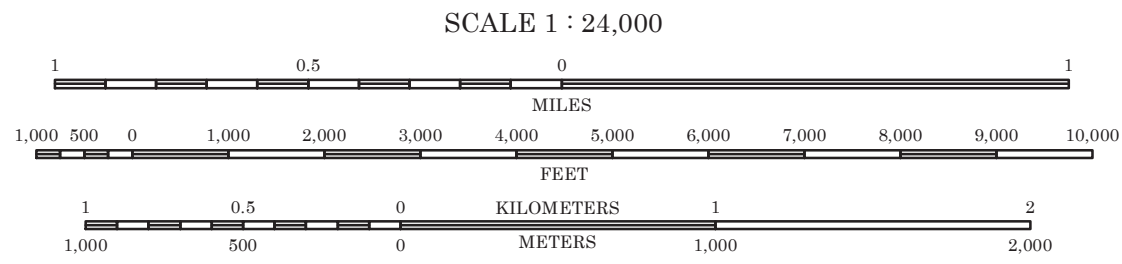 SCALE 1 : 24,000
1 0.5 0 1
MILES
1,000 500 0 1,000 2,000 3,000 4,000 5,000 6,000 7,000 8,000 9,000 10,000
FEET
1 0.5 0 KILOMETERS 1 2
1,000 500 0 METERS 1,000 2,000